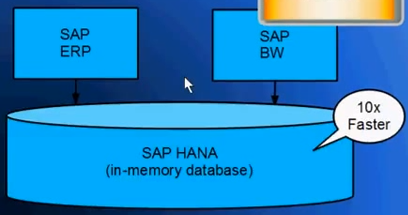 SAP
ERP
SAP
BW
10x
Faster
SAP HANA
(in-memory database)